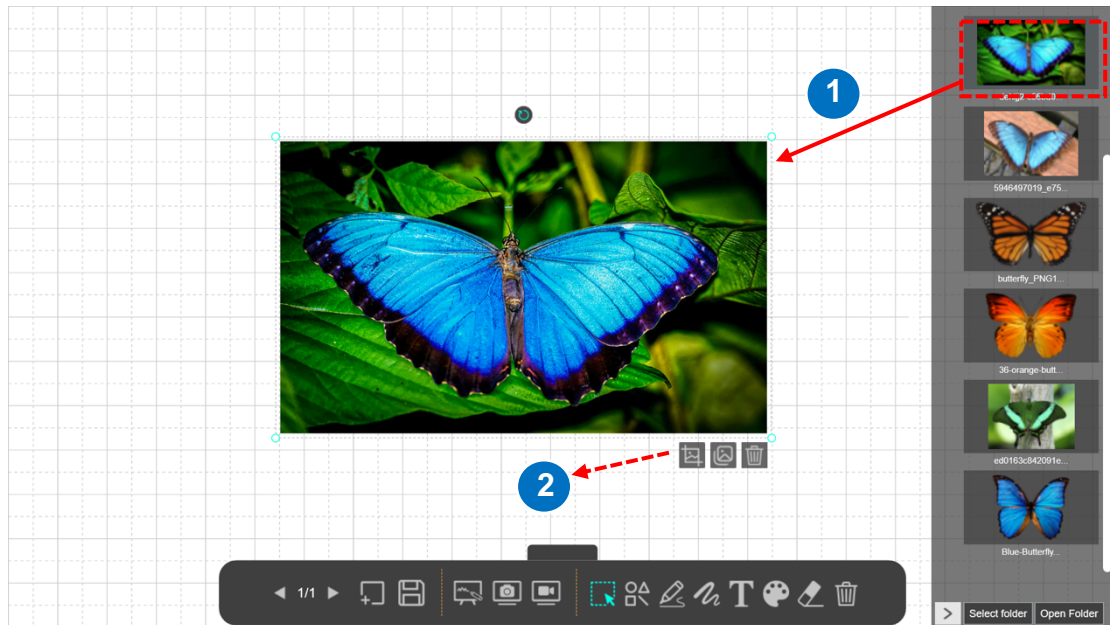 1
5946497019_e75...
butterfly_PNG1...
36-orange-butt...
ed0163c842091e...
2
Blue-Butterfly...
1/1
Select folder
Open Folder